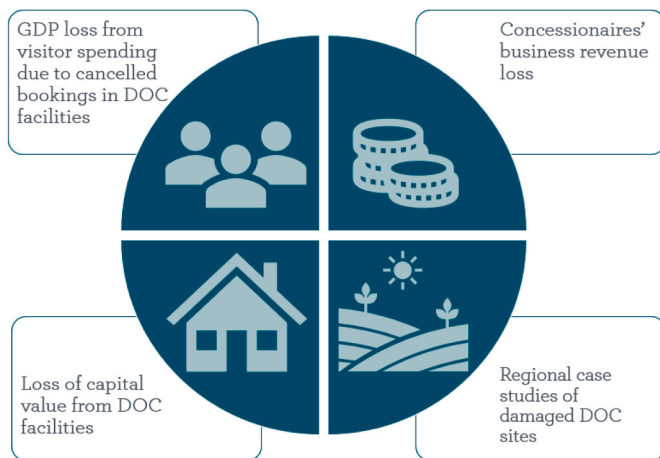 GDP loss from
visitor spending
due to cancelled
bookings in DOC
facilities
Concessionaires'
business revenue
loss
Loss of capital
value from DOC
facilities
Regional case
studies of
damaged DOC
sites